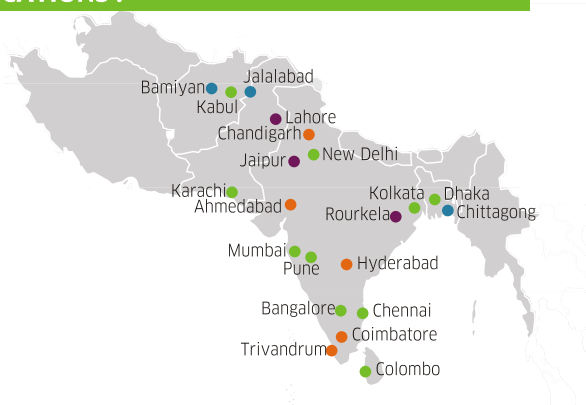 Jalalabad
Bamiyan
Kabul
Lahore
Chandigarh
New Delhi
Jaipur
Karachi
Kolkata
Dhaka
Ahmedabad
Rourkela
Chittagong
Mumbai
Pune
Hyderabad
Bangalore
Chennai
Coimbatore
Trivandrum
Colombo